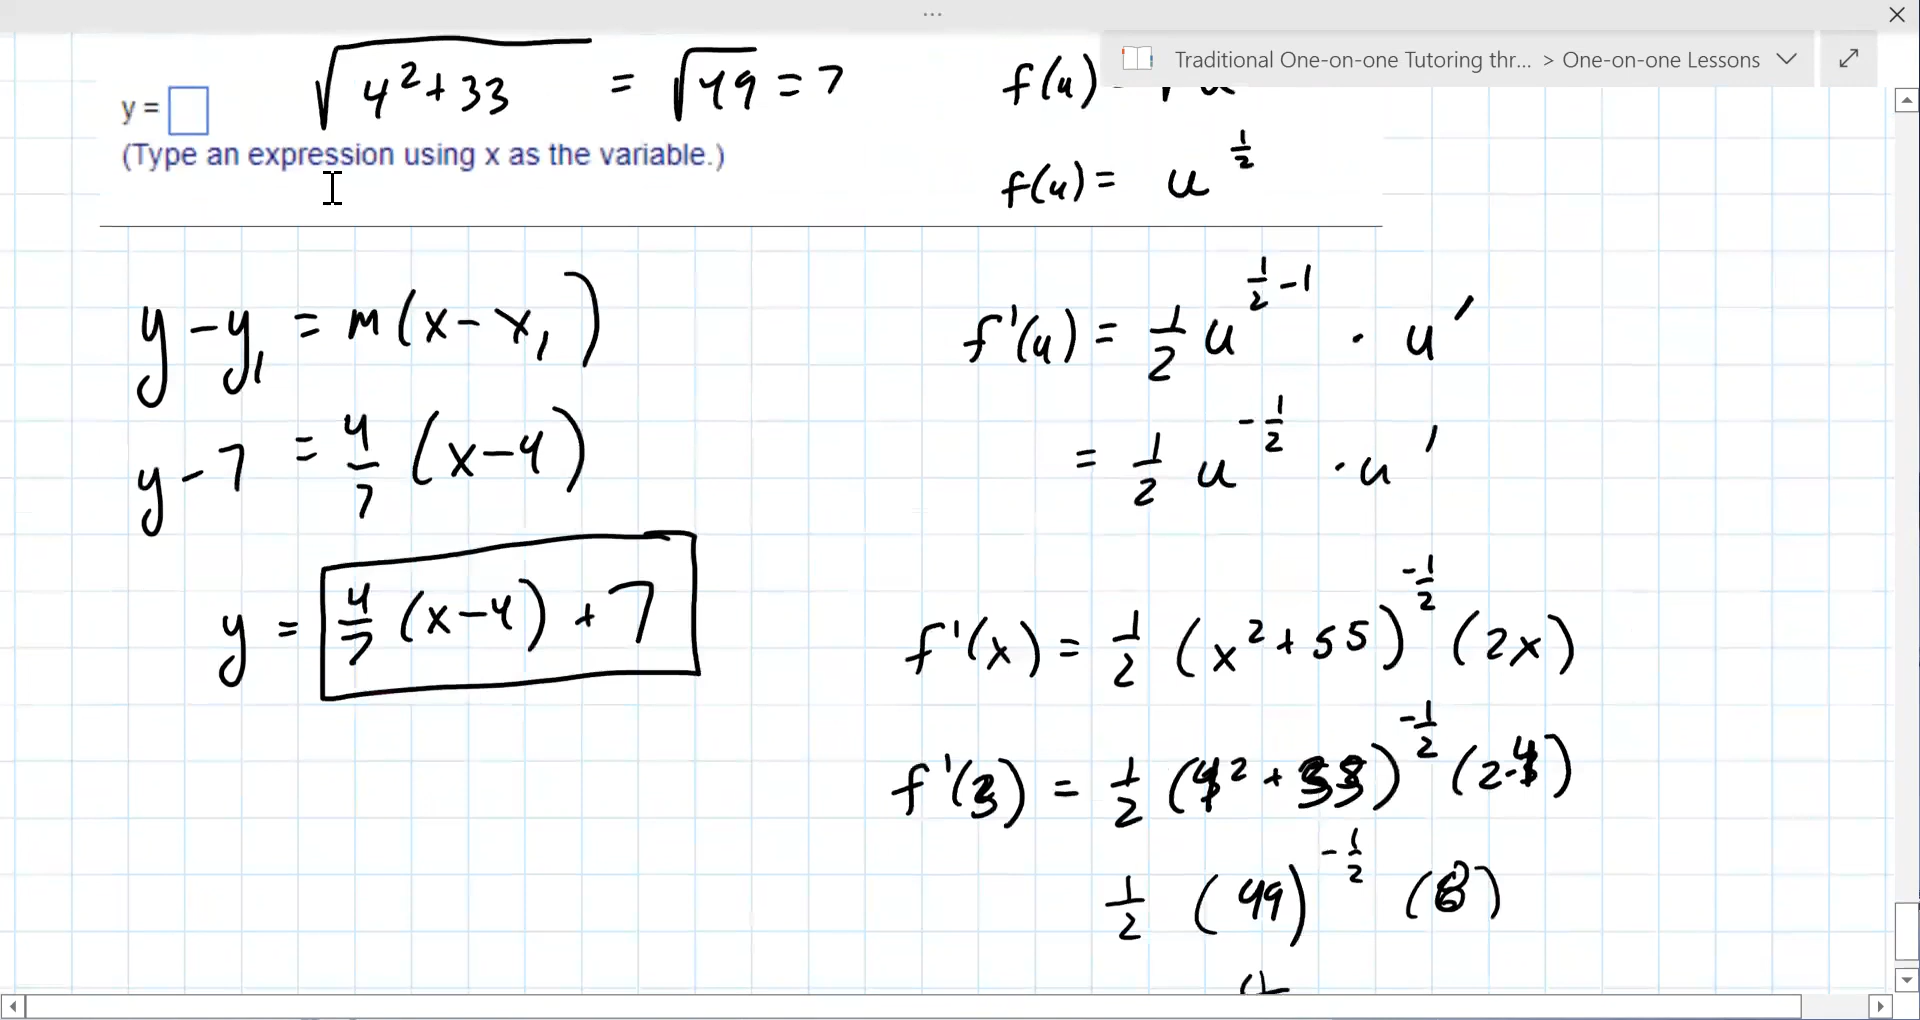 ...
Traditional One-on-one Tutoring thr... > One-on-one Lessons
√(4²+33) = √49 = 7
y =
(Type an expression using x as the variable.)
f(u)
f(u) = u^(1/2)
y - y₁ = m(x - x₁)
y - 7 = 4/7 (x-4)
y = 4/7 (x-4) + 7
f'(u) = 1/2 u^(1/2 - 1) · u'
= 1/2 u^(-1/2) · u'
f'(x) = 1/2 (x² + 55)^(-1/2) (2x)
f'(3) = 1/2 (4² + 33)^(-1/2) (2·4)
1/2 (49)^(-1/2) (8)